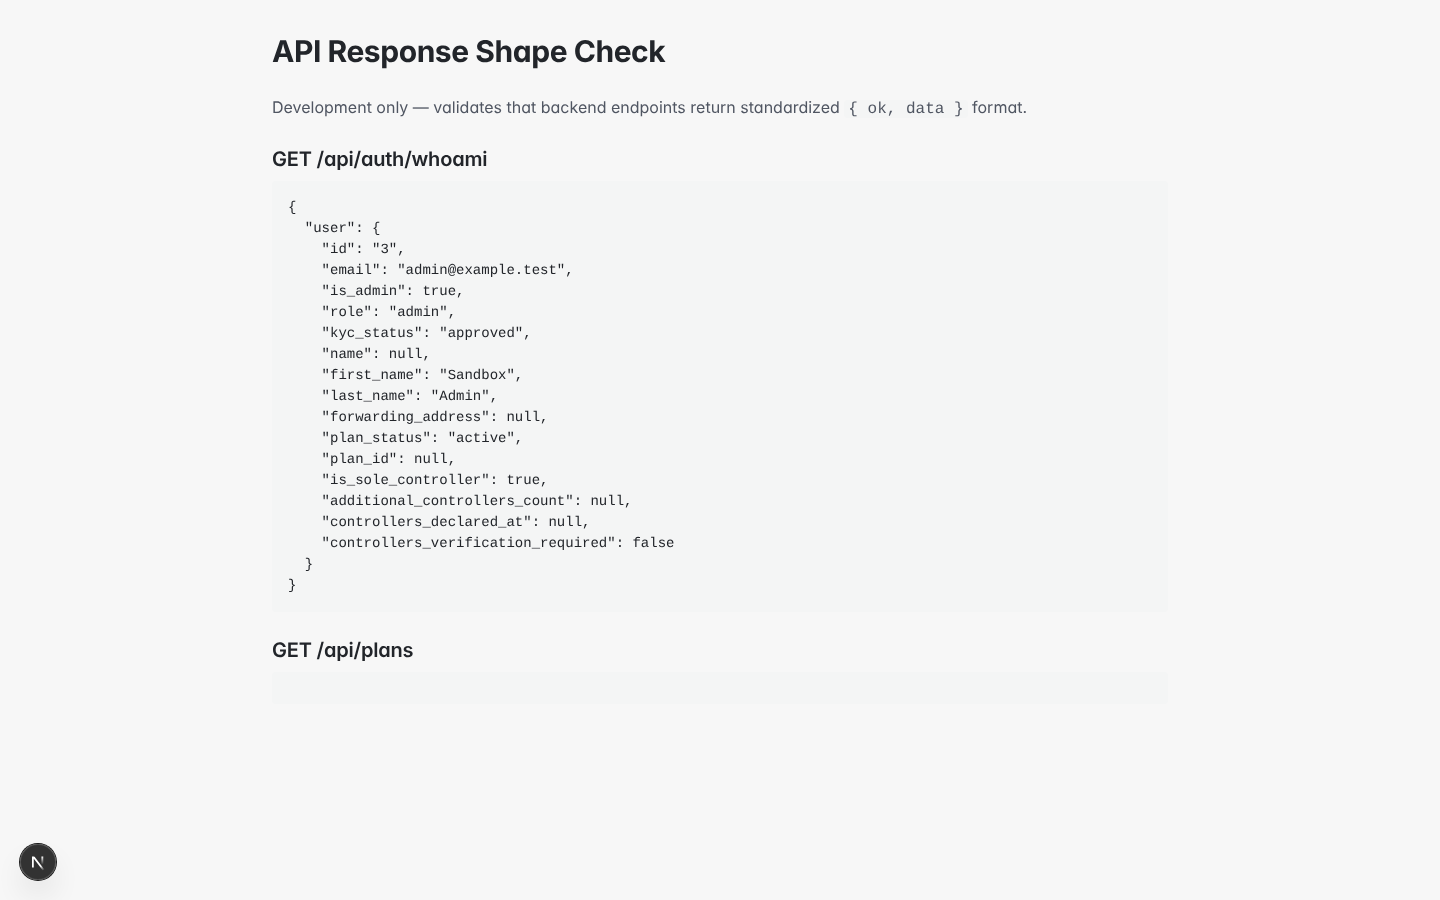 API Response Shape Check
Development only — validates that backend endpoints return standardized { ok, data } format.
GET /api/auth/whoami
{
  "user": {
    "id": "3",
    "email": "admin@example.test",
    "is_admin": true,
    "role": "admin",
    "kyc_status": "approved",
    "name": null,
    "first_name": "Sandbox",
    "last_name": "Admin",
    "forwarding_address": null,
    "plan_status": "active",
    "plan_id": null,
    "is_sole_controller": true,
    "additional_controllers_count": null,
    "controllers_declared_at": null,
    "controllers_verification_required": false
  }
}
GET /api/plans
N